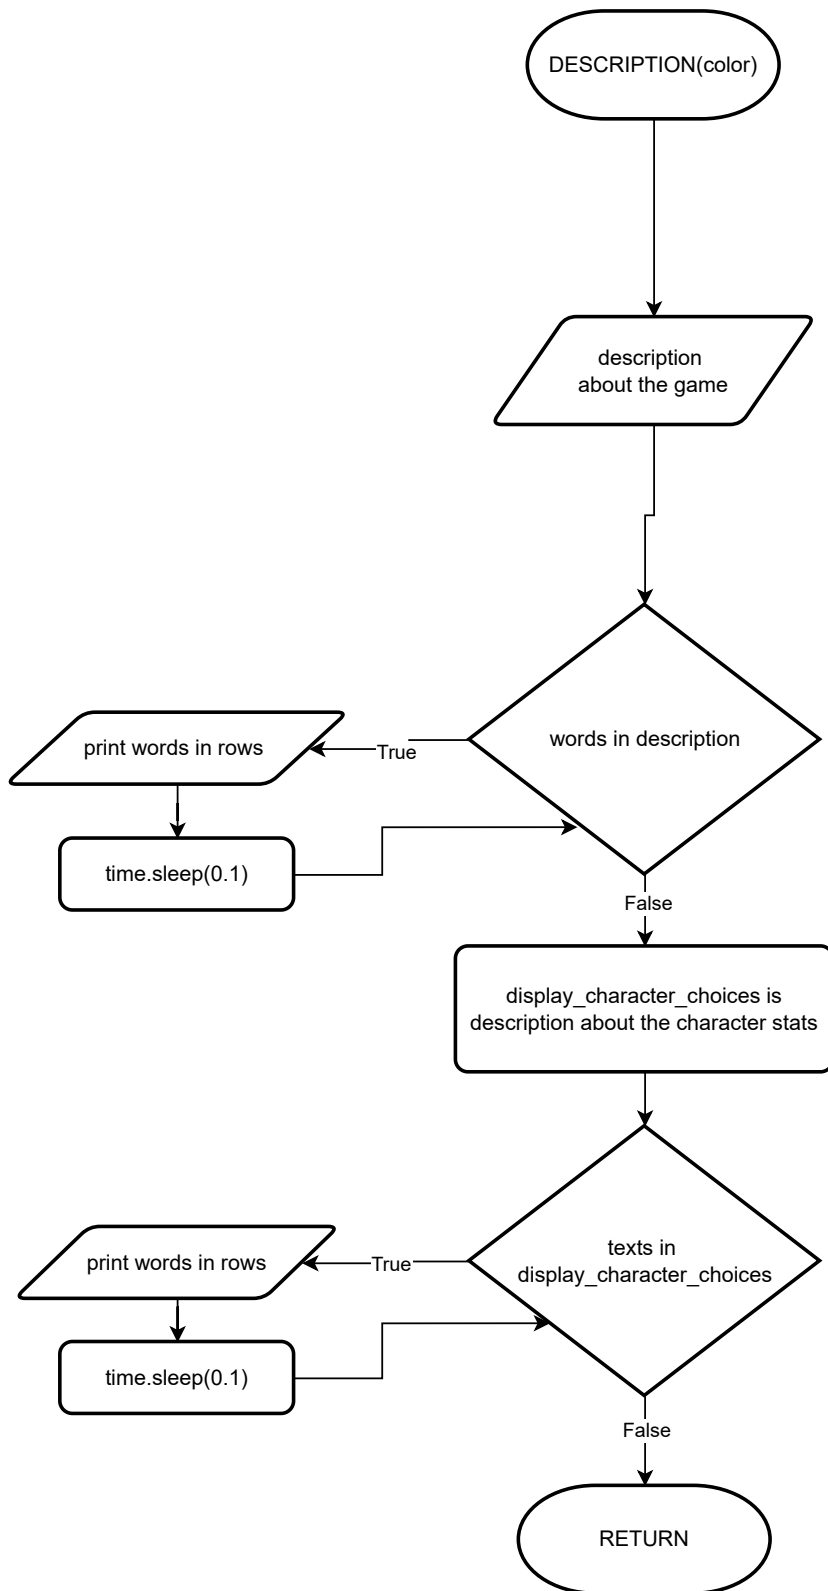 DESCRIPTION(color)
description
about the game
words in description
True
print words in rows
time.sleep(0.1)
False
display_character_choices is
description about the character stats
texts in
display_character_choices
True
print words in rows
time.sleep(0.1)
False
RETURN